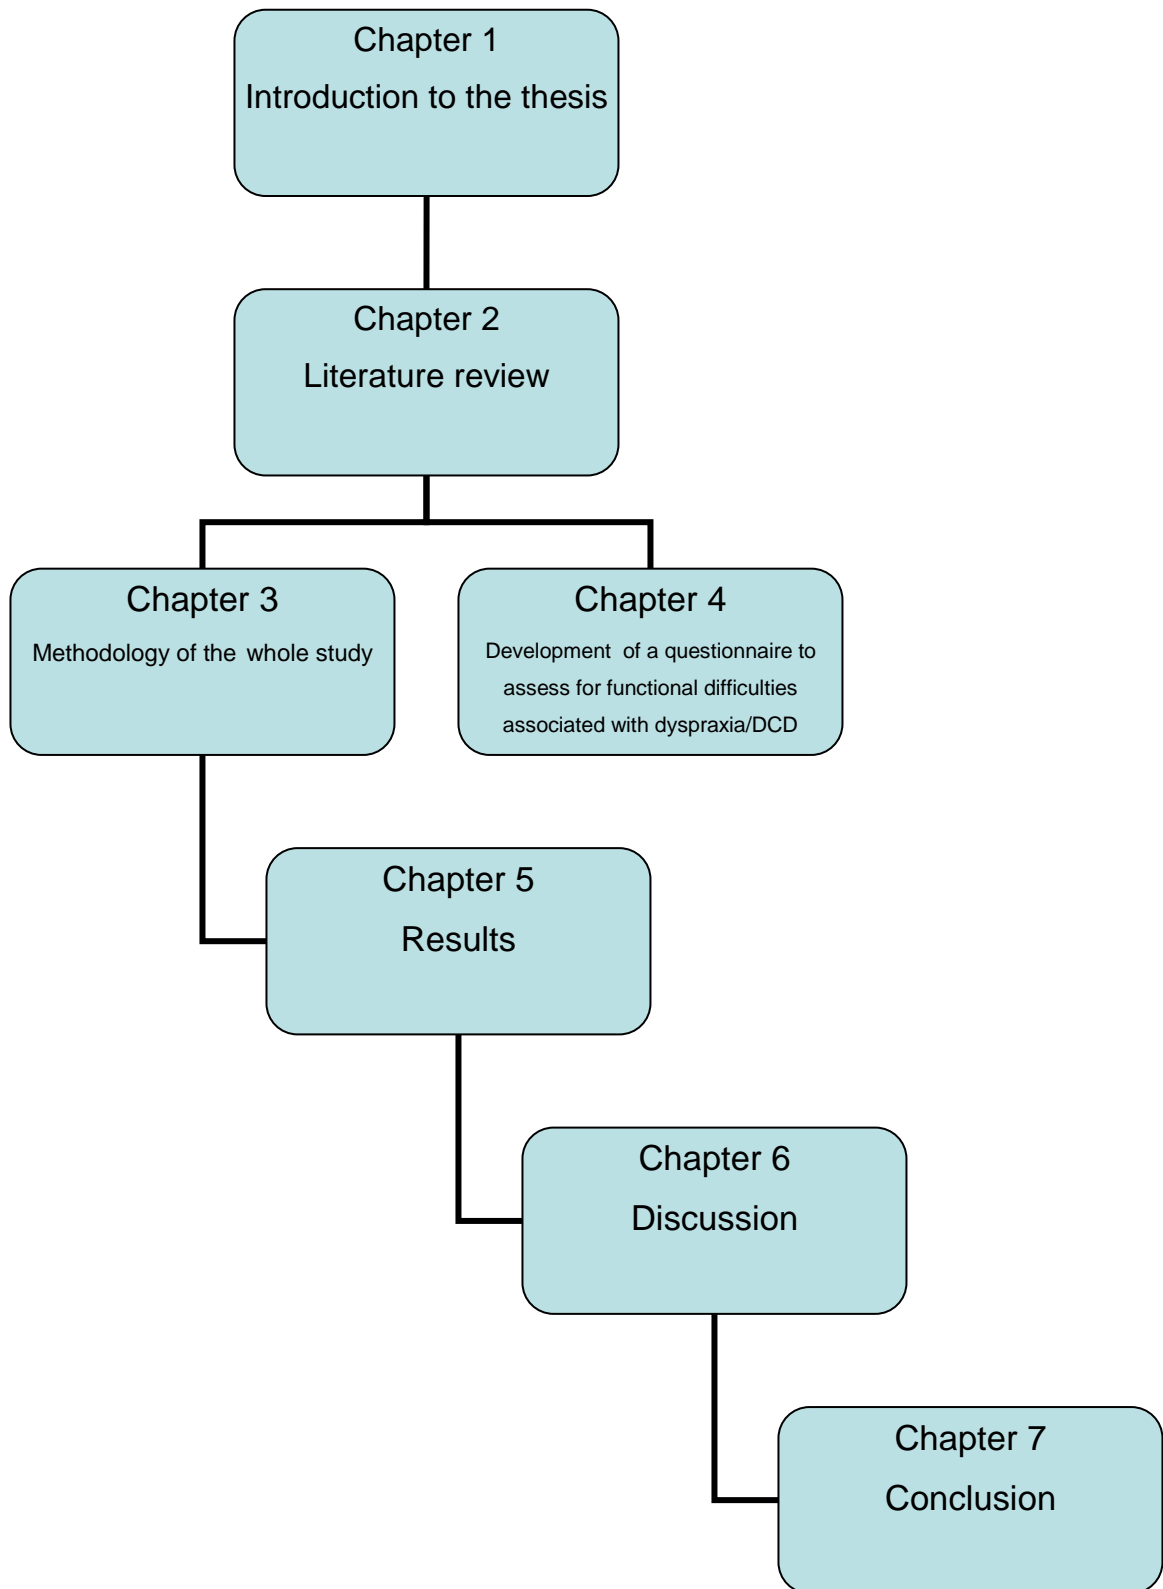 Chapter 1
Introduction to the thesis
Chapter 2
Literature review
Chapter 3
Methodology of the whole study
Chapter 4
Development of a questionnaire to
assess for functional difficulties
associated with dyspraxia/DCD
Chapter 5
Results
Chapter 6
Discussion
Chapter 7
Conclusion